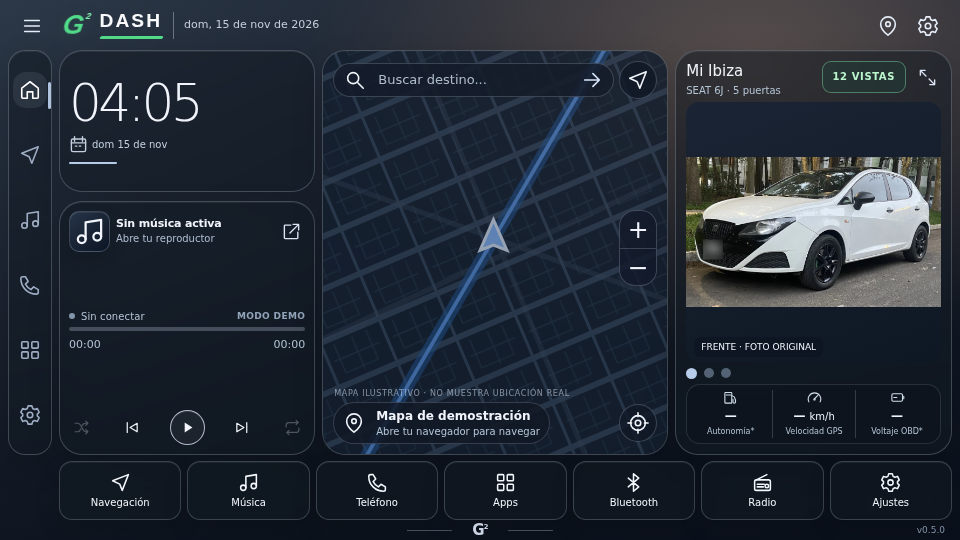 G² DASH
dom, 15 de nov de 2026
04:05
dom 15 de nov
Sin música activa
Abre tu reproductor
Sin conectar
MODO DEMO
00:00
00:00
Buscar destino...
MAPA ILUSTRATIVO · NO MUESTRA UBICACIÓN REAL
Mapa de demostración
Abre tu navegador para navegar
Mi Ibiza
SEAT 6J · 5 puertas
12 VISTAS
FRENTE · FOTO ORIGINAL
—
Autonomía*
— km/h
Velocidad GPS
—
Voltaje OBD*
Navegación
Música
Teléfono
Apps
Bluetooth
Radio
Ajustes
G²
v0.5.0